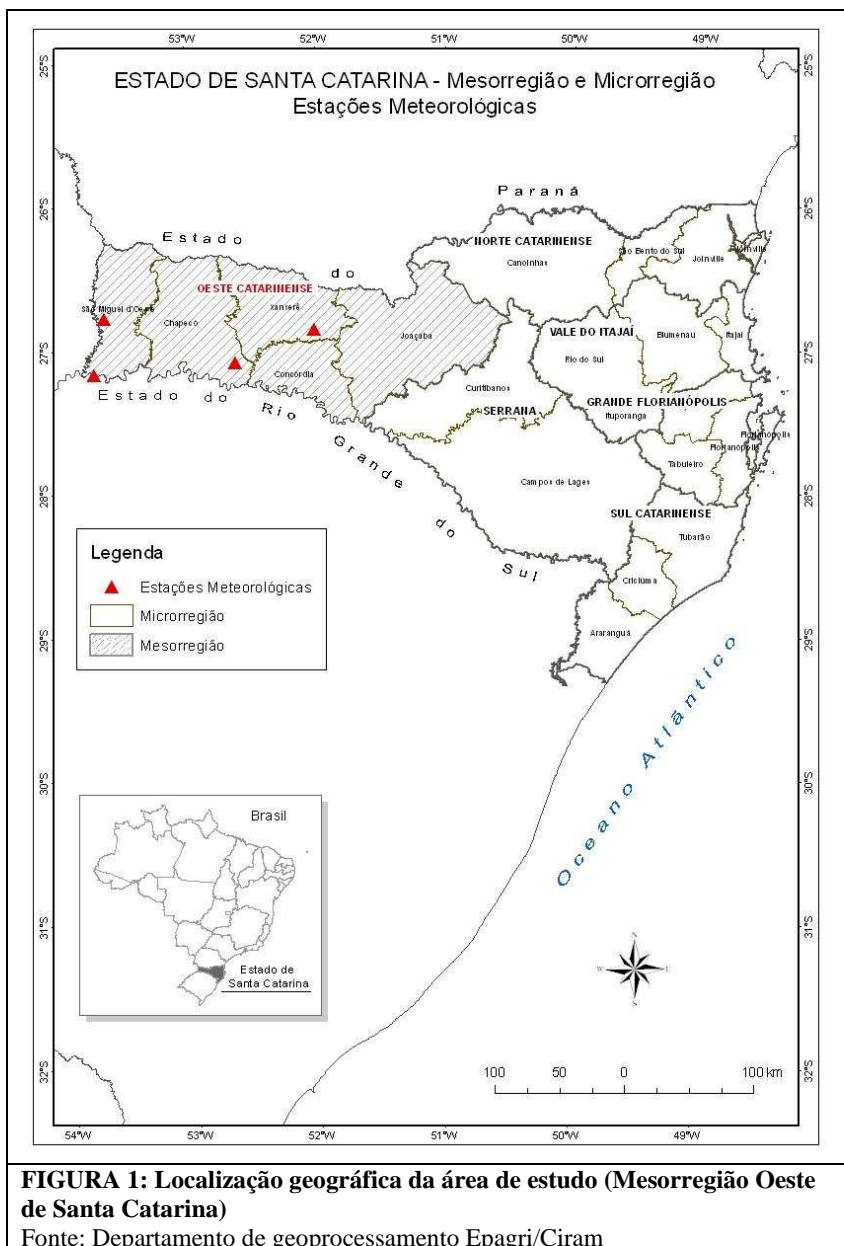 53°W 52°W 51°W 50°W 49°W
25°S 25°S
ESTADO DE SANTA CATARINA - Mesorregião e Microrregião
Estações Meteorológicas
26°S 26°S
Estado do Paraná
NORTE CATARINENSE
Canoinhas
São Bento do Sul
Joinville
Joinville
OESTE CATARINENSE
São Miguel d'Oeste
Chapecó
Xanxerê
Joaçaba
Concórdia
VALE DO ITAJAÍ
Blumenau
Itajaí
Rio do Sul
27°S 27°S
Curitibanos
SERRANA
GRANDE FLORIANÓPOLIS
Ituporanga
Florianópolis
Florianópolis
Tabuleiro
Estado do Rio Grande do Sul
28°S 28°S
Campos de Lages
SUL CATARINENSE
Tubarão
Criciúma
Araranguá
Legenda
Estações Meteorológicas
Microrregião
Mesorregião
29°S 29°S
Oceano Atlântico
30°S 30°S
Brasil
Estado de
Santa Catarina
31°S 31°S
N
W E
S
100 50 0 100 km
32°S 32°S
54°W 53°W 52°W 51°W 50°W 49°W
FIGURA 1: Localização geográfica da área de estudo (Mesorregião Oeste
de Santa Catarina)
Fonte: Departamento de geoprocessamento Epagri/Ciram